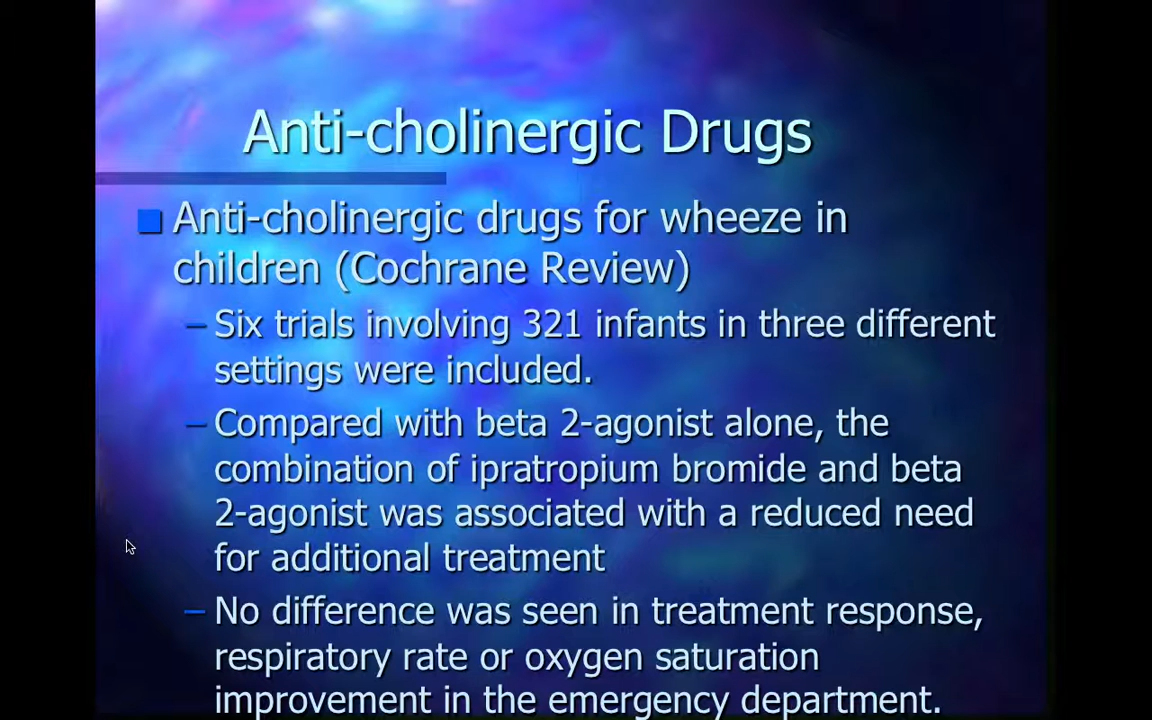 Anti-cholinergic Drugs
Anti-cholinergic drugs for wheeze in
children (Cochrane Review)
– Six trials involving 321 infants in three different
settings were included.
– Compared with beta 2-agonist alone, the
combination of ipratropium bromide and beta
2-agonist was associated with a reduced need
for additional treatment
– No difference was seen in treatment response,
respiratory rate or oxygen saturation
improvement in the emergency department.